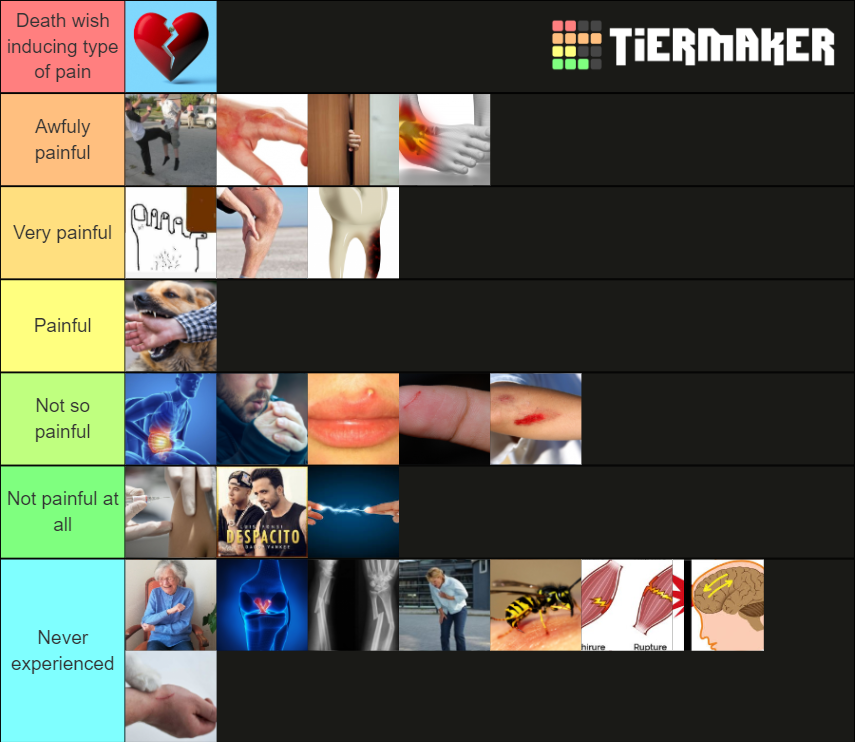 Death wish
inducing type
of pain
TiERMAKER
Awfuly
painful
Very painful
Painful
Not so
painful
Not painful at
all
LUIS FONSI
DESPACITO
DADDY YANKEE
Never
experienced
hirure
Rupture